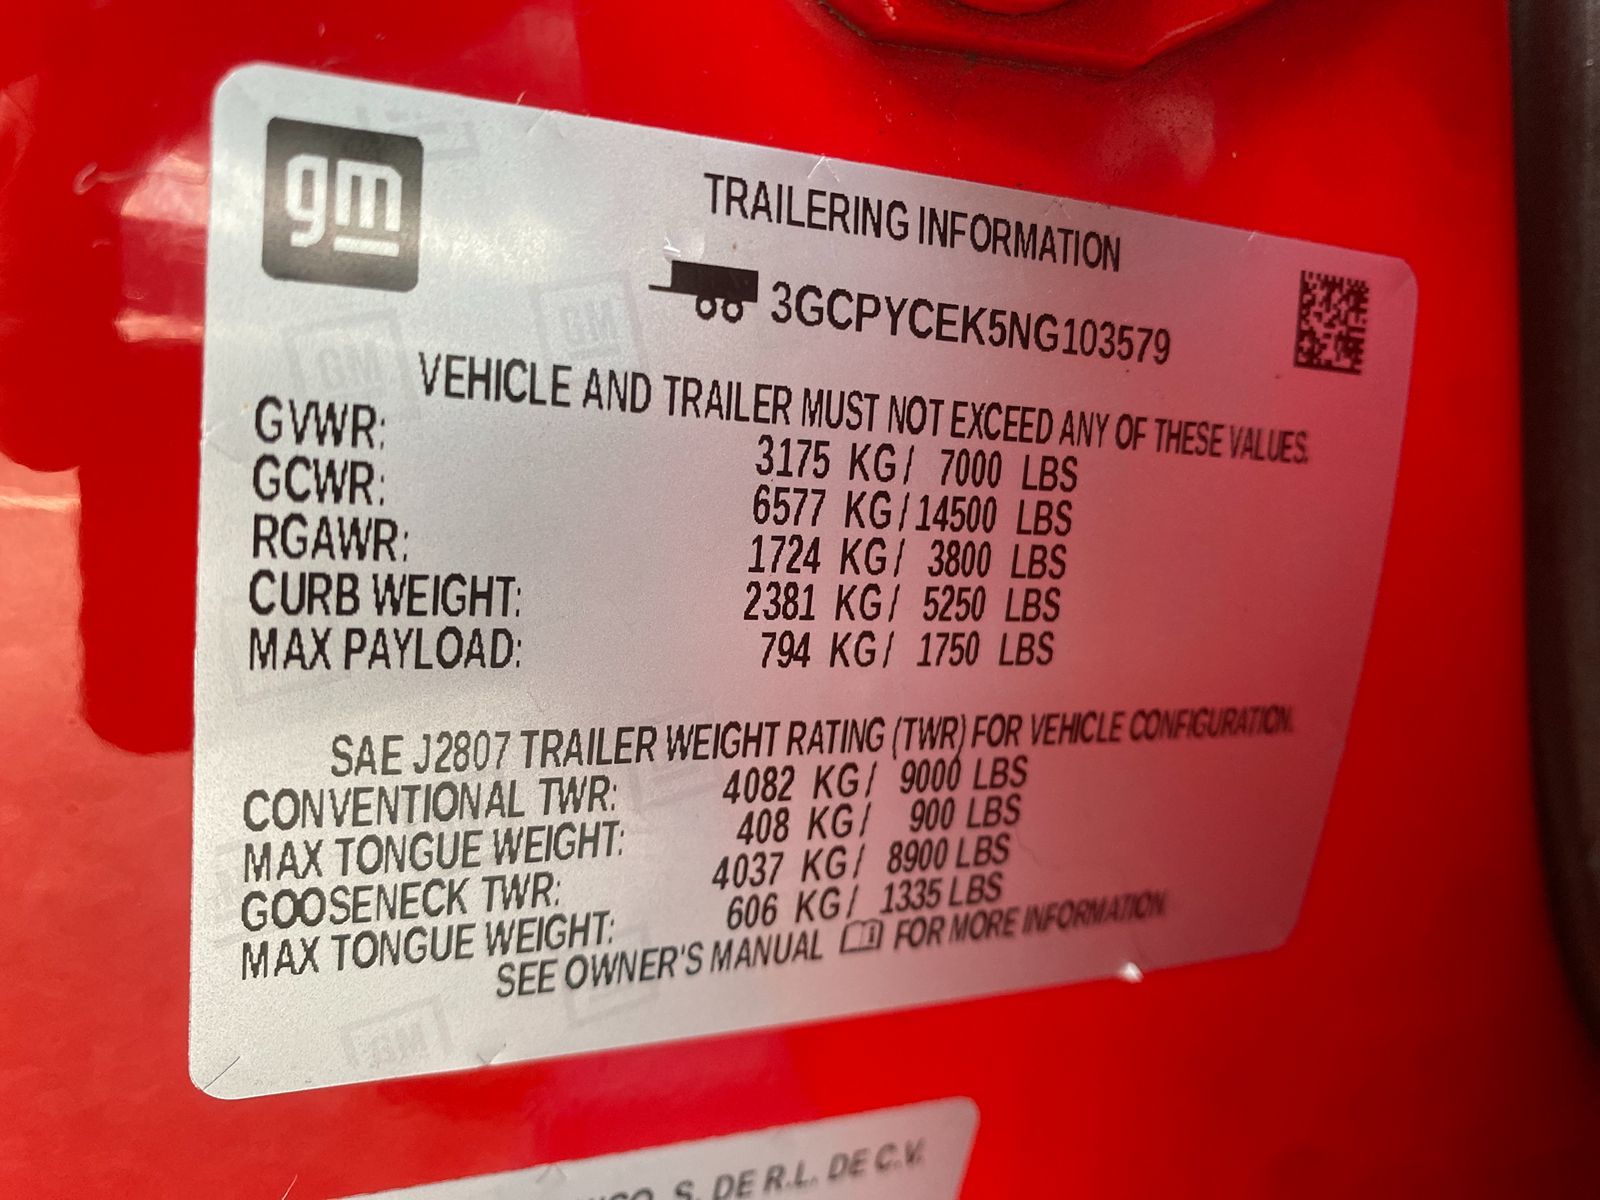 gm
TRAILERING INFORMATION
3GCPYCEK5NG103579
VEHICLE AND TRAILER MUST NOT EXCEED ANY OF THESE VALUES.
GVWR: 3175 KG/ 7000 LBS
GCWR: 6577 KG/ 14500 LBS
RGAWR: 1724 KG/ 3800 LBS
CURB WEIGHT: 2381 KG/ 5250 LBS
MAX PAYLOAD: 794 KG/ 1750 LBS
SAE J2807 TRAILER WEIGHT RATING (TWR) FOR VEHICLE CONFIGURATION.
CONVENTIONAL TWR: 4082 KG/ 9000 LBS
MAX TONGUE WEIGHT: 408 KG/ 900 LBS
GOOSENECK TWR: 4037 KG/ 8900 LBS
MAX TONGUE WEIGHT: 606 KG/ 1335 LBS
SEE OWNER'S MANUAL FOR MORE INFORMATION
S. DE R.L. DE C.V.